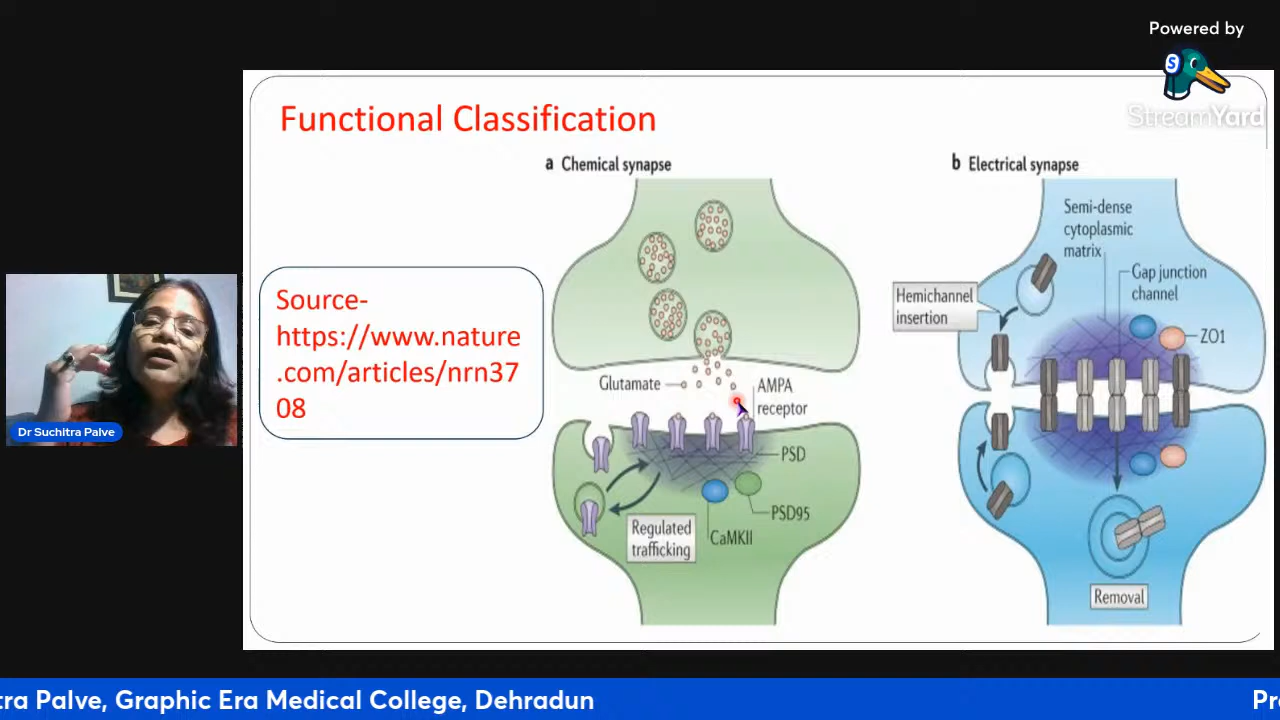 Powered by
S
StreamYard
Functional Classification
a Chemical synapse
b Electrical synapse
Semi-dense
cytoplasmic
matrix
Gap junction
channel
Hemichannel
insertion
ZO1
Source-
https://www.nature
.com/articles/nrn37
08
Glutamate
AMPA
receptor
PSD
PSD95
CaMKII
Regulated
trafficking
Removal
Dr Suchitra Palve
tra Palve, Graphic Era Medical College, Dehradun
Pr